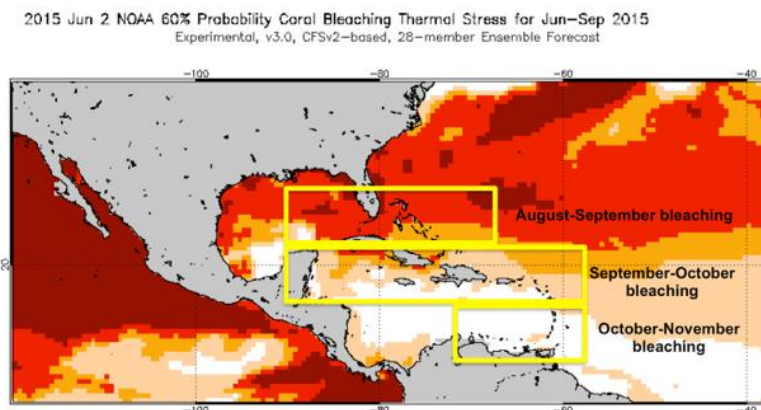 2015 Jun 2 NOAA 60% Probability Coral Bleaching Thermal Stress for Jun-Sep 2015
Experimental, v3.0, CFSv2-based, 28-member Ensemble Forecast
-100 -80 -60 -40
August-September bleaching
20
September-October
bleaching
October-November
bleaching
-100 -80 -60 -40